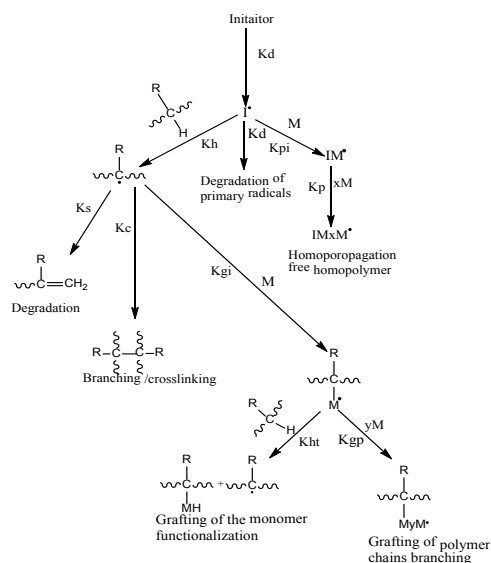 Initaitor
Kd
R
C
H
I•
M
Kh
Kd
Kpi
IM•
R
C
•
Degradation of
primary radicals
Kp
xM
Ks
Kc
IMxM•
Homoporopagation
free homopolymer
R
C=CH2
Kgi
M
Degradation
R-C-C-R
Branching /crosslinking
R
C
M•
R
C
H
yM
Kht
Kgp
R
C
MH
+
R
C
•
R
C
MyM•
Grafting of the monomer
functionalization
Grafting of polymer
chains branching